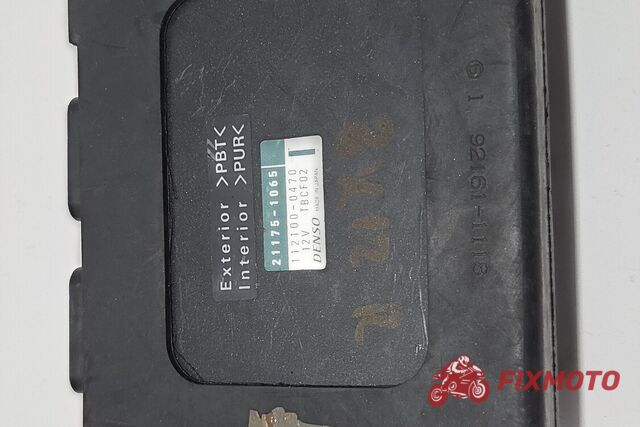 Exterior >PBT<
Interior >PUR<
21175-1065
112100-0470
12V TBCF02
DENSO MADE IN JAPAN
92161-1118
FIXMOTO